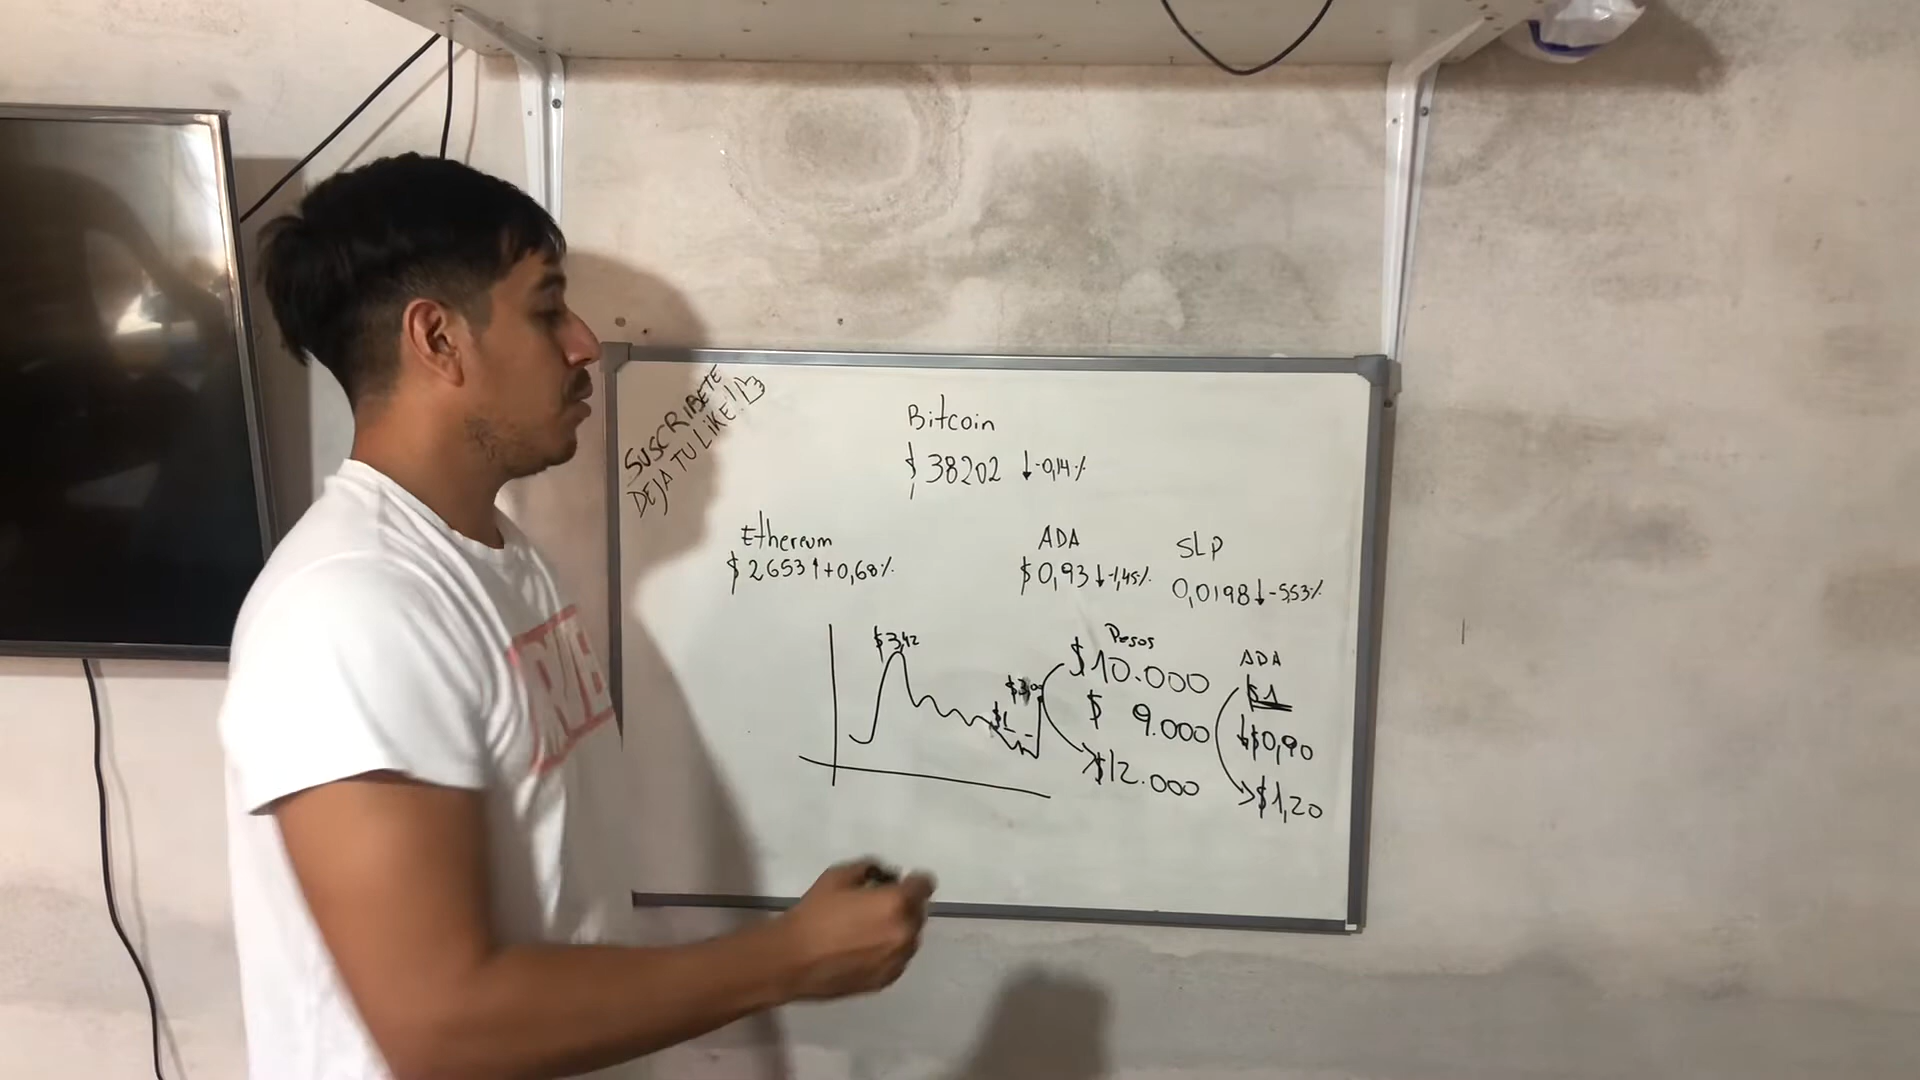 SUSCRIBETE
DEJA TU LIKE!
Bitcoin
$ 38202 ↓ -0,14%
Ethereum
$ 2653 ↑ +0,68%
ADA
$ 0,93 ↓ -1,45%
SLP
0,0198 ↓ -5,53%
$3,42
$1
Pesos
$10.000
$ 9.000
$12.000
ADA
$1
↓$0,90
$1,20